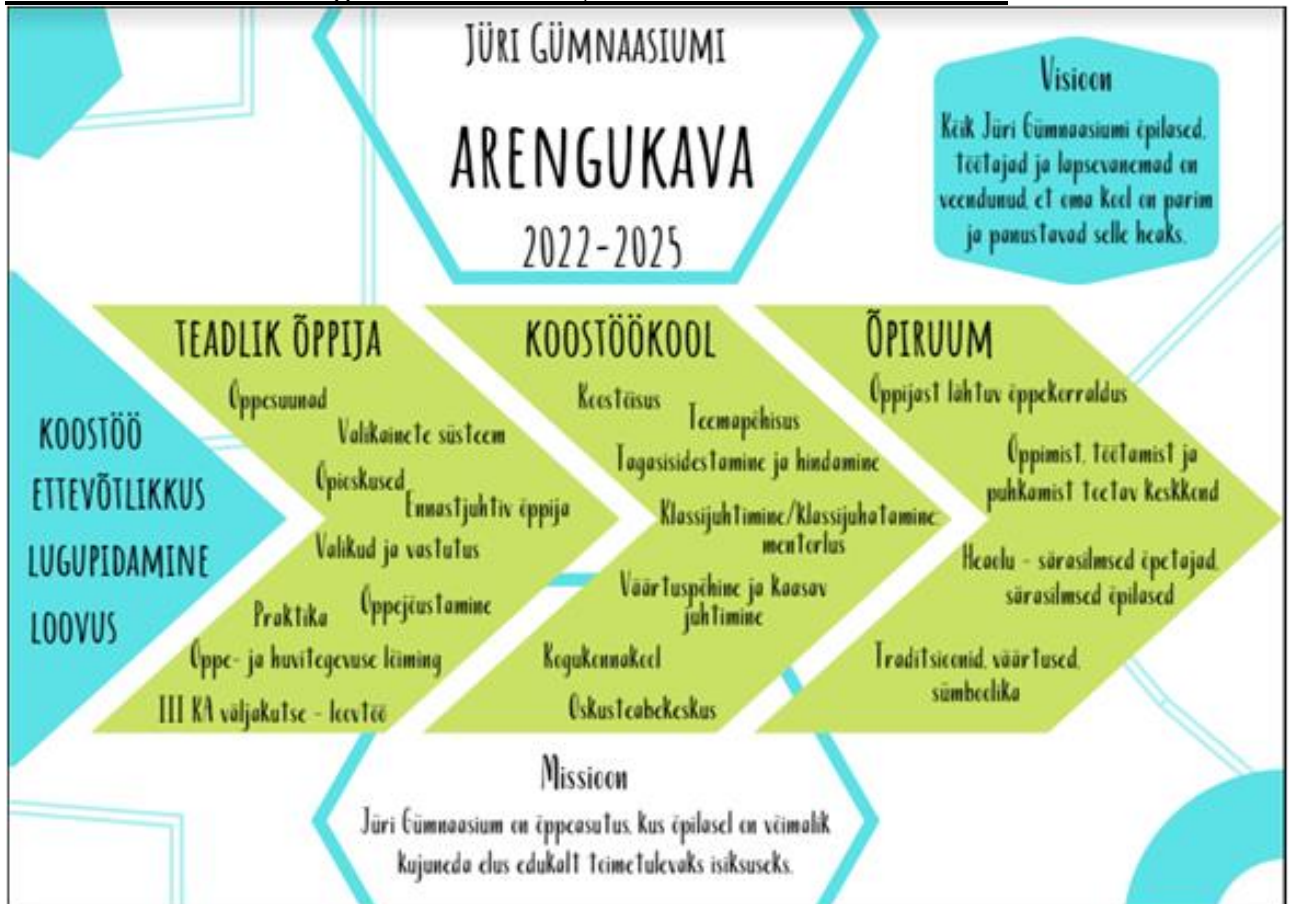 JÜRI GÜMNAASIUMI
ARENGUKAVA
2022-2025
Visioon
Kõik Jüri Gümnaasiumi õpilased,
töötajad ja lapsevanemad on
veendunud, et oma kool on parim
ja panustavad selle heaks.
KOOSTÖÖ
ETTEVÕTLIKKUS
LUGUPIDAMINE
LOOVUS
TEADLIK ÕPPIJA
Õppesuunad
Valikainete süsteem
Õpioskused
Ennastjuhtiv õppija
Valikud ja vastutus
Praktika
Õppejõustamine
Õppe- ja huvitegevuse lõiming
III KA väljakutse - loovtöö
KOOSTÖÖKOOL
Koostöisus
Teemapõhisus
Tagasisidestamine ja hindamine
Klassijuhtimine/klassijuhatamine,
mentorlus
Väärtuspõhine ja kaasav
juhtimine
Kogukonnakool
Oskusteabekeskus
ÕPIRUUM
Õppijast lähtuv õppekorraldus
Õppimist, töötamist ja
puhkamist toetav keskkond
Heaolu - särasilmsed õpetajad,
särasilmsed õpilased
Traditsioonid, väärtused,
sümboolika
Missioon
Jüri Gümnaasium on õppeasutus, kus õpilasel on võimalik
kujuneda elus edukalt toimetulevaks isiksuseks.